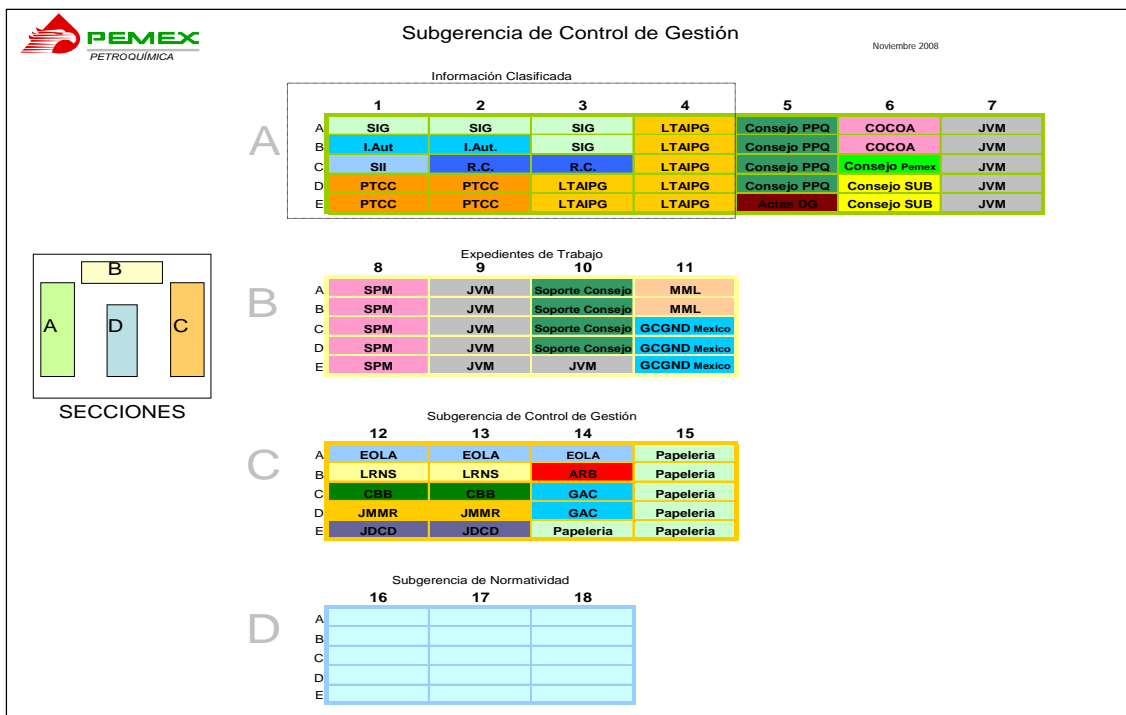 PEMEX
PETROQUÍMICA
Subgerencia de Control de Gestión
Noviembre 2008
Información Clasificada
1 2 3 4 5 6 7
A
A SIG SIG SIG LTAIPG Consejo PPQ COCOA JVM
B I.Aut I.Aut. SIG LTAIPG Consejo PPQ COCOA JVM
C SII R.C. R.C. LTAIPG Consejo PPQ Consejo Pemex JVM
D PTCC PTCC LTAIPG LTAIPG Consejo PPQ Consejo SUB JVM
E PTCC PTCC LTAIPG LTAIPG Actas DG Consejo SUB JVM
B
A D C
SECCIONES
Expedientes de Trabajo
8 9 10 11
B
A SPM JVM Soporte Consejo MML
B SPM JVM Soporte Consejo MML
C SPM JVM Soporte Consejo GCGND Mexico
D SPM JVM Soporte Consejo GCGND Mexico
E SPM JVM JVM GCGND Mexico
Subgerencia de Control de Gestión
12 13 14 15
C
A EOLA EOLA EOLA Papeleria
B LRNS LRNS ARB Papeleria
C CBB CBB GAC Papeleria
D JMMR JMMR GAC Papeleria
E JDCD JDCD Papeleria Papeleria
Subgerencia de Normatividad
16 17 18
D
A
B
C
D
E